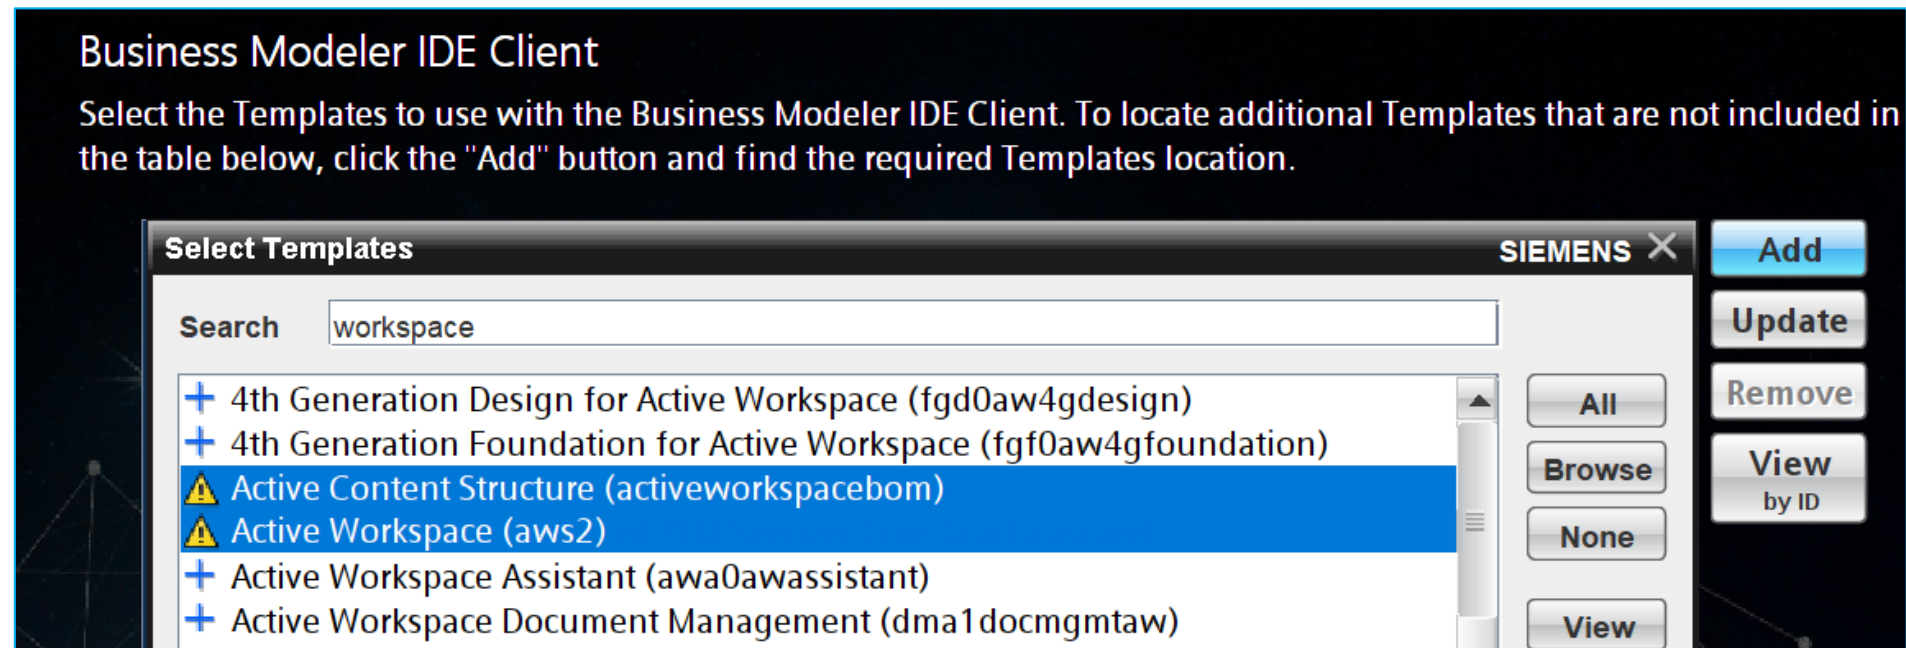 Business Modeler IDE Client
Select the Templates to use with the Business Modeler IDE Client. To locate additional Templates that are not included in
the table below, click the "Add" button and find the required Templates location.
Select Templates
SIEMENS
Add
Search
workspace
Update
4th Generation Design for Active Workspace (fgd0aw4gdesign)
All
Remove
4th Generation Foundation for Active Workspace (fgf0aw4gfoundation)
Active Content Structure (activeworkspacebom)
Browse
View
by ID
Active Workspace (aws2)
None
Active Workspace Assistant (awa0awassistant)
Active Workspace Document Management (dma1docmgmtaw)
View